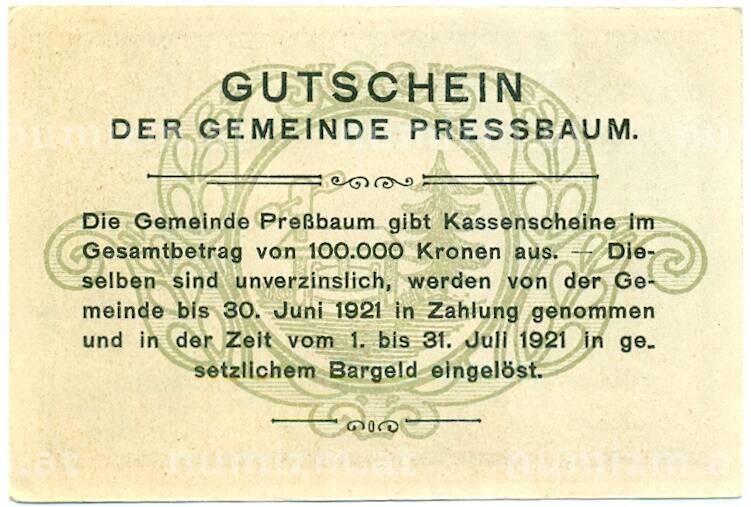 GUTSCHEIN
DER GEMEINDE PRESSBAUM.
Die Gemeinde Preßbaum gibt Kassenscheine im
Gesamtbetrag von 100.000 Kronen aus. — Die-
selben sind unverzinslich, werden von der Ge-
meinde bis 30. Juni 1921 in Zahlung genommen
und in der Zeit vom 1. bis 31. Juli 1921 in ge-
setzlichem Bargeld eingelöst.
numizm.at